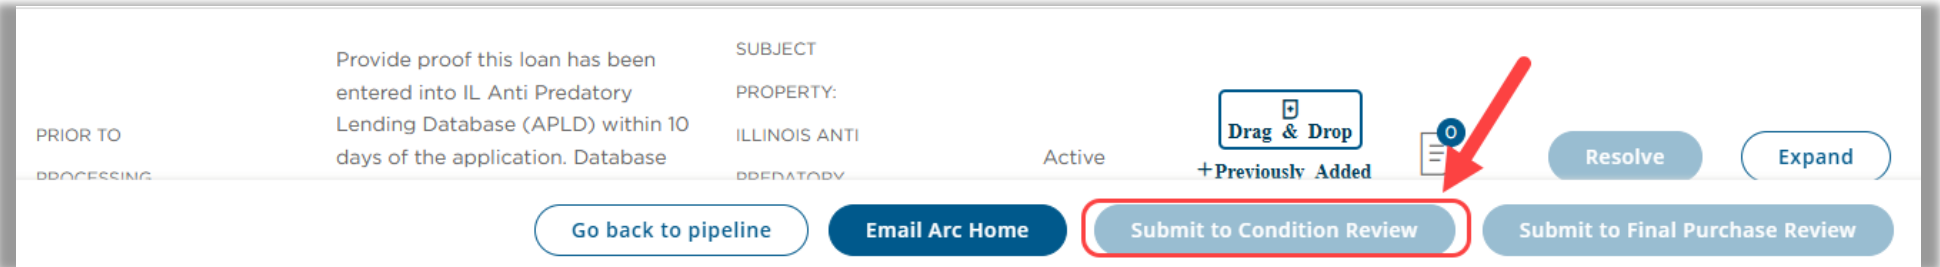 PRIOR TO
PROCESSING
Provide proof this loan has been
entered into IL Anti Predatory
Lending Database (APLD) within 10
days of the application. Database
SUBJECT
PROPERTY:
ILLINOIS ANTI
PREDATORY
Active
Drag & Drop
+Previously Added
0
Resolve
Expand
Go back to pipeline
Email Arc Home
Submit to Condition Review
Submit to Final Purchase Review